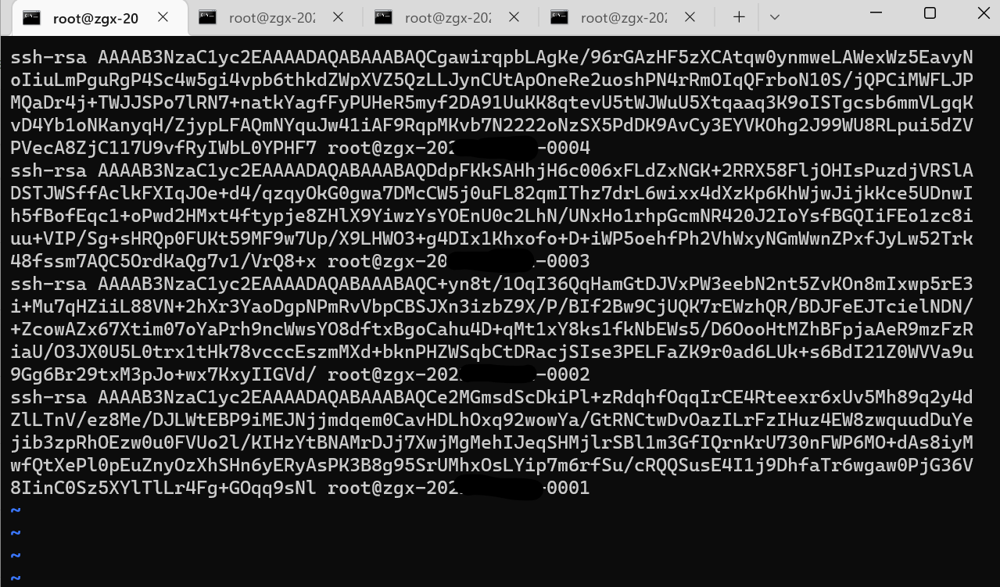 root@zgx-20
root@zgx-202
root@zgx-202
root@zgx-202
ssh-rsa AAAAB3NzaC1yc2EAAAADAQABAAABAQCgawirqpbLAgKe/96rGAzHF5zXCAtqw0ynmweLAWexWz5EavyN
oIiuLmPguRgP4Sc4w5gi4vpb6thkdZWpXVZ5QzLLJynCUtApOneRe2uoshPN4rRmOIqQFrboN10S/jQPCiMWFLJP
MQaDr4j+TWJJSPo7lRN7+natkYagfFyPUHeR5myf2DA91UuKK8qtevU5tWJWuU5Xtqaaq3K9oISTgcsb6mmVLgqK
vD4Yb1oNKanyqH/ZjypLFAQmNYquJw41iAF9RqpMKvb7N2222oNzSX5PdDK9AvCy3EYVKOhg2J99WU8RLpui5dZV
PVecA8ZjC117U9vfRyIWbL0YPHF7 root@zgx-202 -0004
ssh-rsa AAAAB3NzaC1yc2EAAAADAQABAAABAQDdpFKkSAHhjH6c006xFLdZxNGK+2RRX58FljOHIsPuzdjVRSlA
DSTJWSffAclkFXIqJOe+d4/qzqyOkG0gwa7DMcCW5j0uFL82qmIThz7drL6wixx4dXzKp6KhWjwJijkKce5UDnwI
h5fBofEqc1+oPwd2HMxt4ftypje8ZHlX9YiwzYsYOEnU0c2LhN/UNxHo1rhpGcmNR420J2IoYsfBGQIiFEo1zc8i
uu+VIP/Sg+sHRQp0FUKt59MF9w7Up/X9LHWO3+g4DIx1Khxofo+D+iWP5oehfPh2VhWxyNGmWwnZPxfJyLw52Trk
48fssm7AQC5OrdKaQg7v1/VrQ8+x root@zgx-20 -0003
ssh-rsa AAAAB3NzaC1yc2EAAAADAQABAAABAQC+yn8t/1OqI36QqHamGtDJVxPW3eebN2nt5ZvKOn8mIxwp5rE3
i+Mu7qHZiiL88VN+2hXr3YaoDgpNPmRvVbpCBSJXn3izbZ9X/P/BIf2Bw9CjUQK7rEWzhQR/BDJFeEJTcielNDN/
+ZcowAZx67Xtim07oYaPrh9ncWwsYO8dftxBgoCahu4D+qMt1xY8ks1fkNbEWs5/D6OooHtMZhBFpjaAeR9mzFzR
iaU/O3JX0U5L0trx1tHk78vcccEszmMXd+bknPHZWSqbCtDRacjSIse3PELFaZK9r0ad6LUk+s6BdI21Z0WVVa9u
9Gg6Br29txM3pJo+wx7KxyIIGVd/ root@zgx-202 -0002
ssh-rsa AAAAB3NzaC1yc2EAAAADAQABAAABAQCe2MGmsdScDkiPl+zRdqhfOqqIrCE4Rteexr6xUv5Mh89q2y4d
ZlLTnV/ez8Me/DJLWtEBP9iMEJNjjmdqem0CavHDLhOxq92wowYa/GtRNCtwDvOazILrFzIHuz4EW8zwquudDuYe
jib3zpRhOEzw0u0FVUo2l/KIHzYtBNAMrDJj7XwjMgMehIJeqSHMjlrSBl1m3GfIQrnKrU730nFWP6MO+dAs8iyM
wfQtXePl0pEuZnyOzXhSHn6yERyAsPK3B8g95SrUMhxOsLYip7m6rfSu/cRQQSusE4I1j9DhfaTr6wgaw0PjG36V
8IinC0Sz5XYlTlLr4Fg+GOqq9sNl root@zgx-202 -0001
~
~
~
~